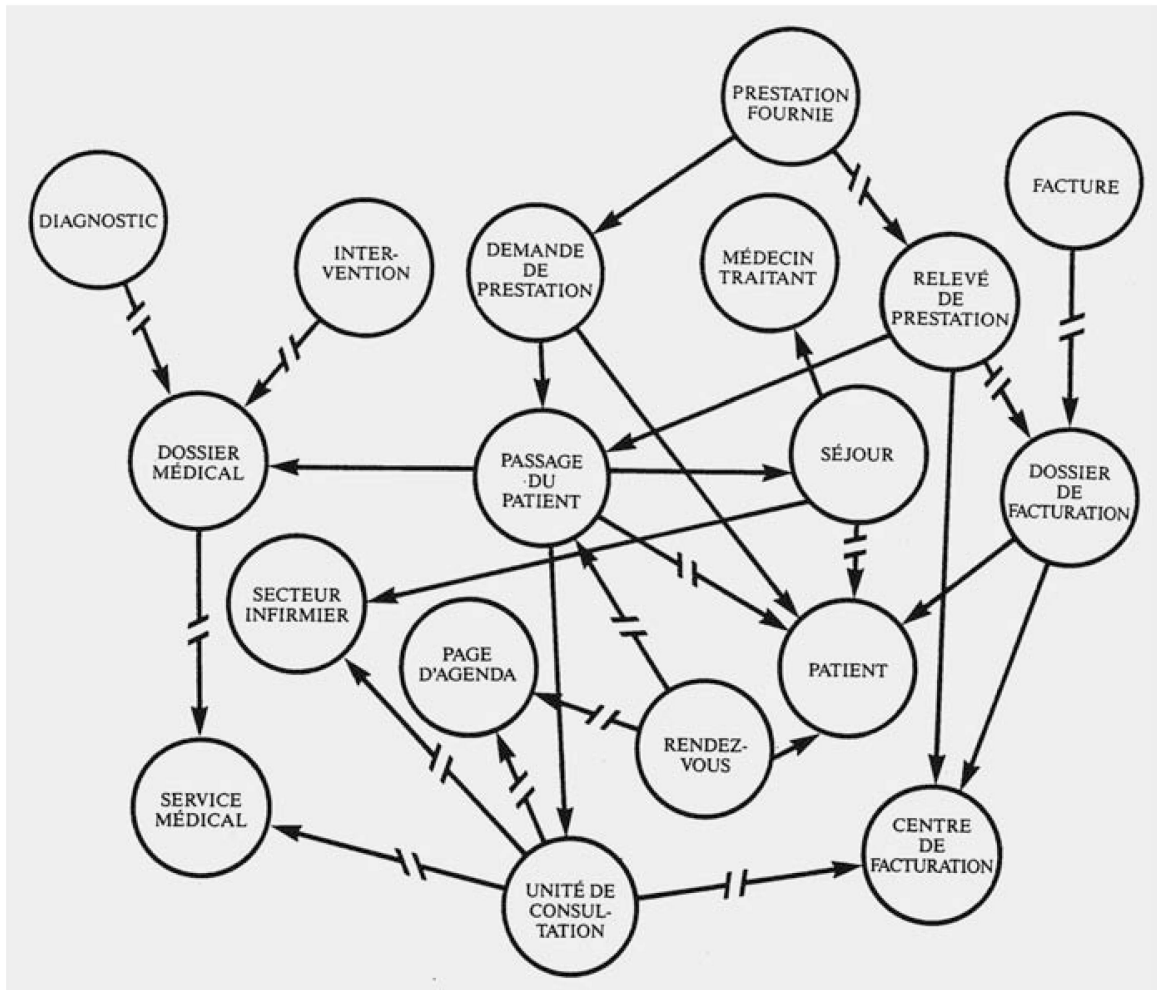 PRESTATION
FOURNIE
FACTURE
DIAGNOSTIC
INTER-
VENTION
DEMANDE
DE
PRESTATION
MÉDECIN
TRAITANT
RELEVÉ
DE
PRESTATION
DOSSIER
MÉDICAL
PASSAGE
DU
PATIENT
SÉJOUR
DOSSIER
DE
FACTURATION
SECTEUR
INFIRMIER
PAGE
D'AGENDA
PATIENT
RENDEZ-
VOUS
SERVICE
MÉDICAL
CENTRE
DE
FACTURATION
UNITÉ DE
CONSUL-
TATION